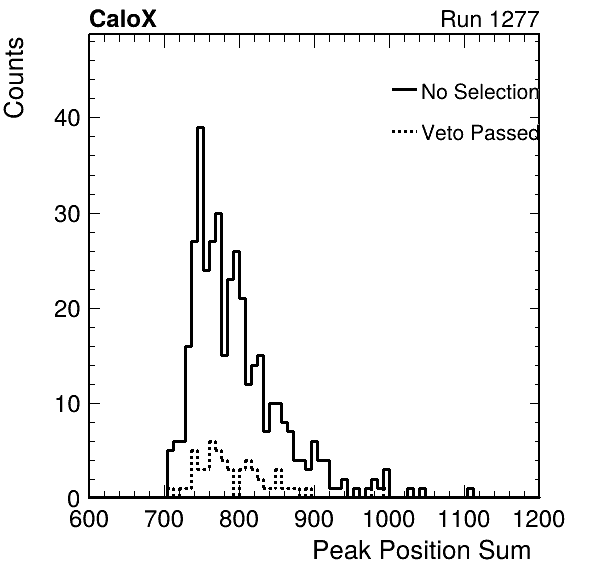 CaloX Run 1277
Counts
No Selection
Veto Passed
40
30
20
10
0
600 700 800 900 1000 1100 1200
Peak Position Sum